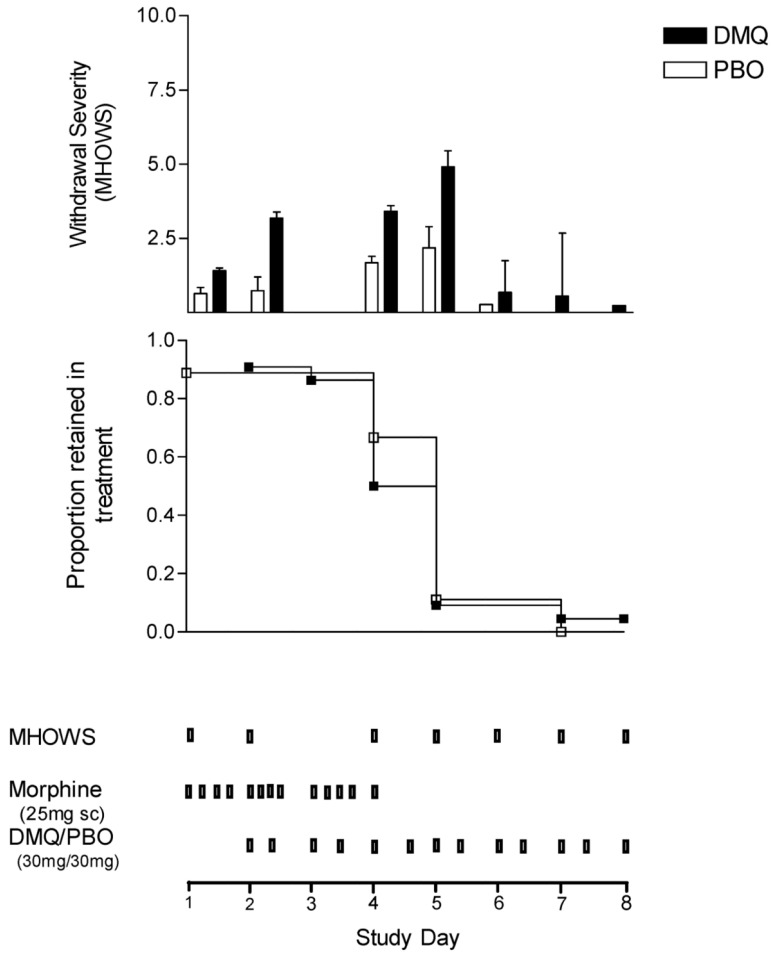 10.0
7.5
5.0
2.5
Withdrawal Severity
(MHOWS)
DMQ
PBO
1.0
0.8
0.6
0.4
0.2
0.0
Proportion retained in
treatment
MHOWS
Morphine
(25mg sc)
DMQ/PBO
(30mg/30mg)
1 2 3 4 5 6 7 8
Study Day